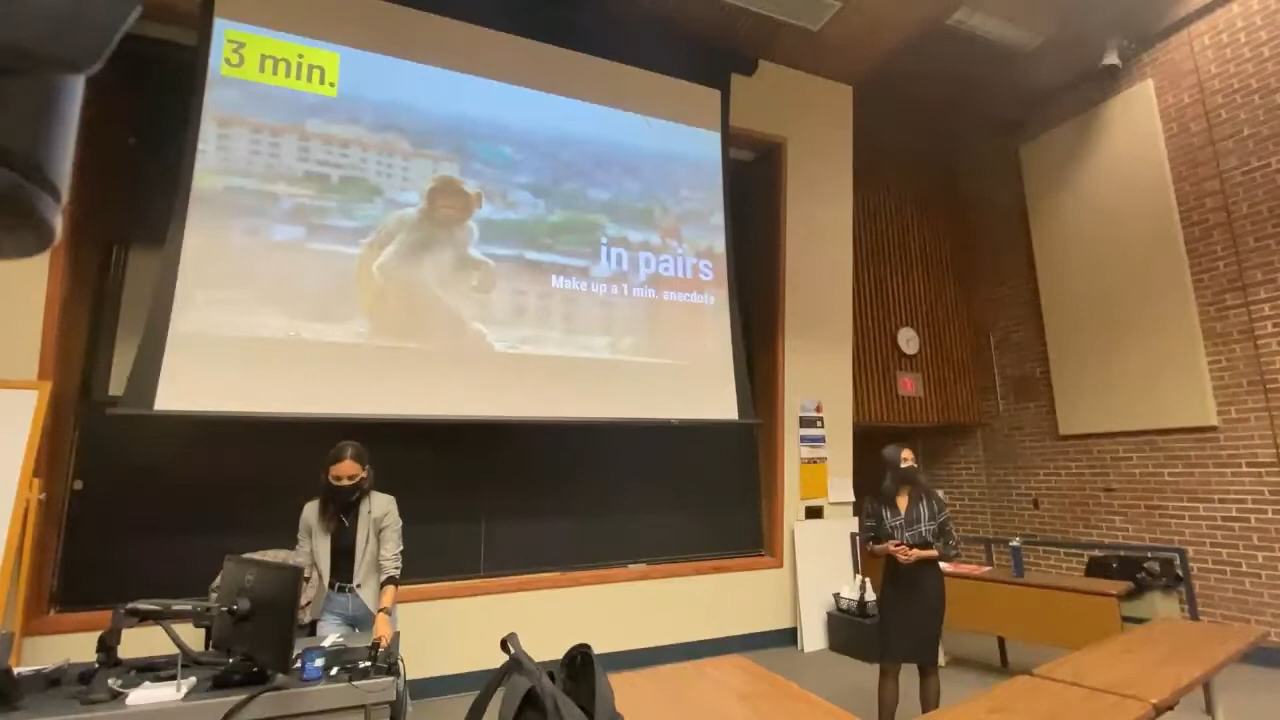 3 min.
in pairs
Make up a 1 min. anecdote